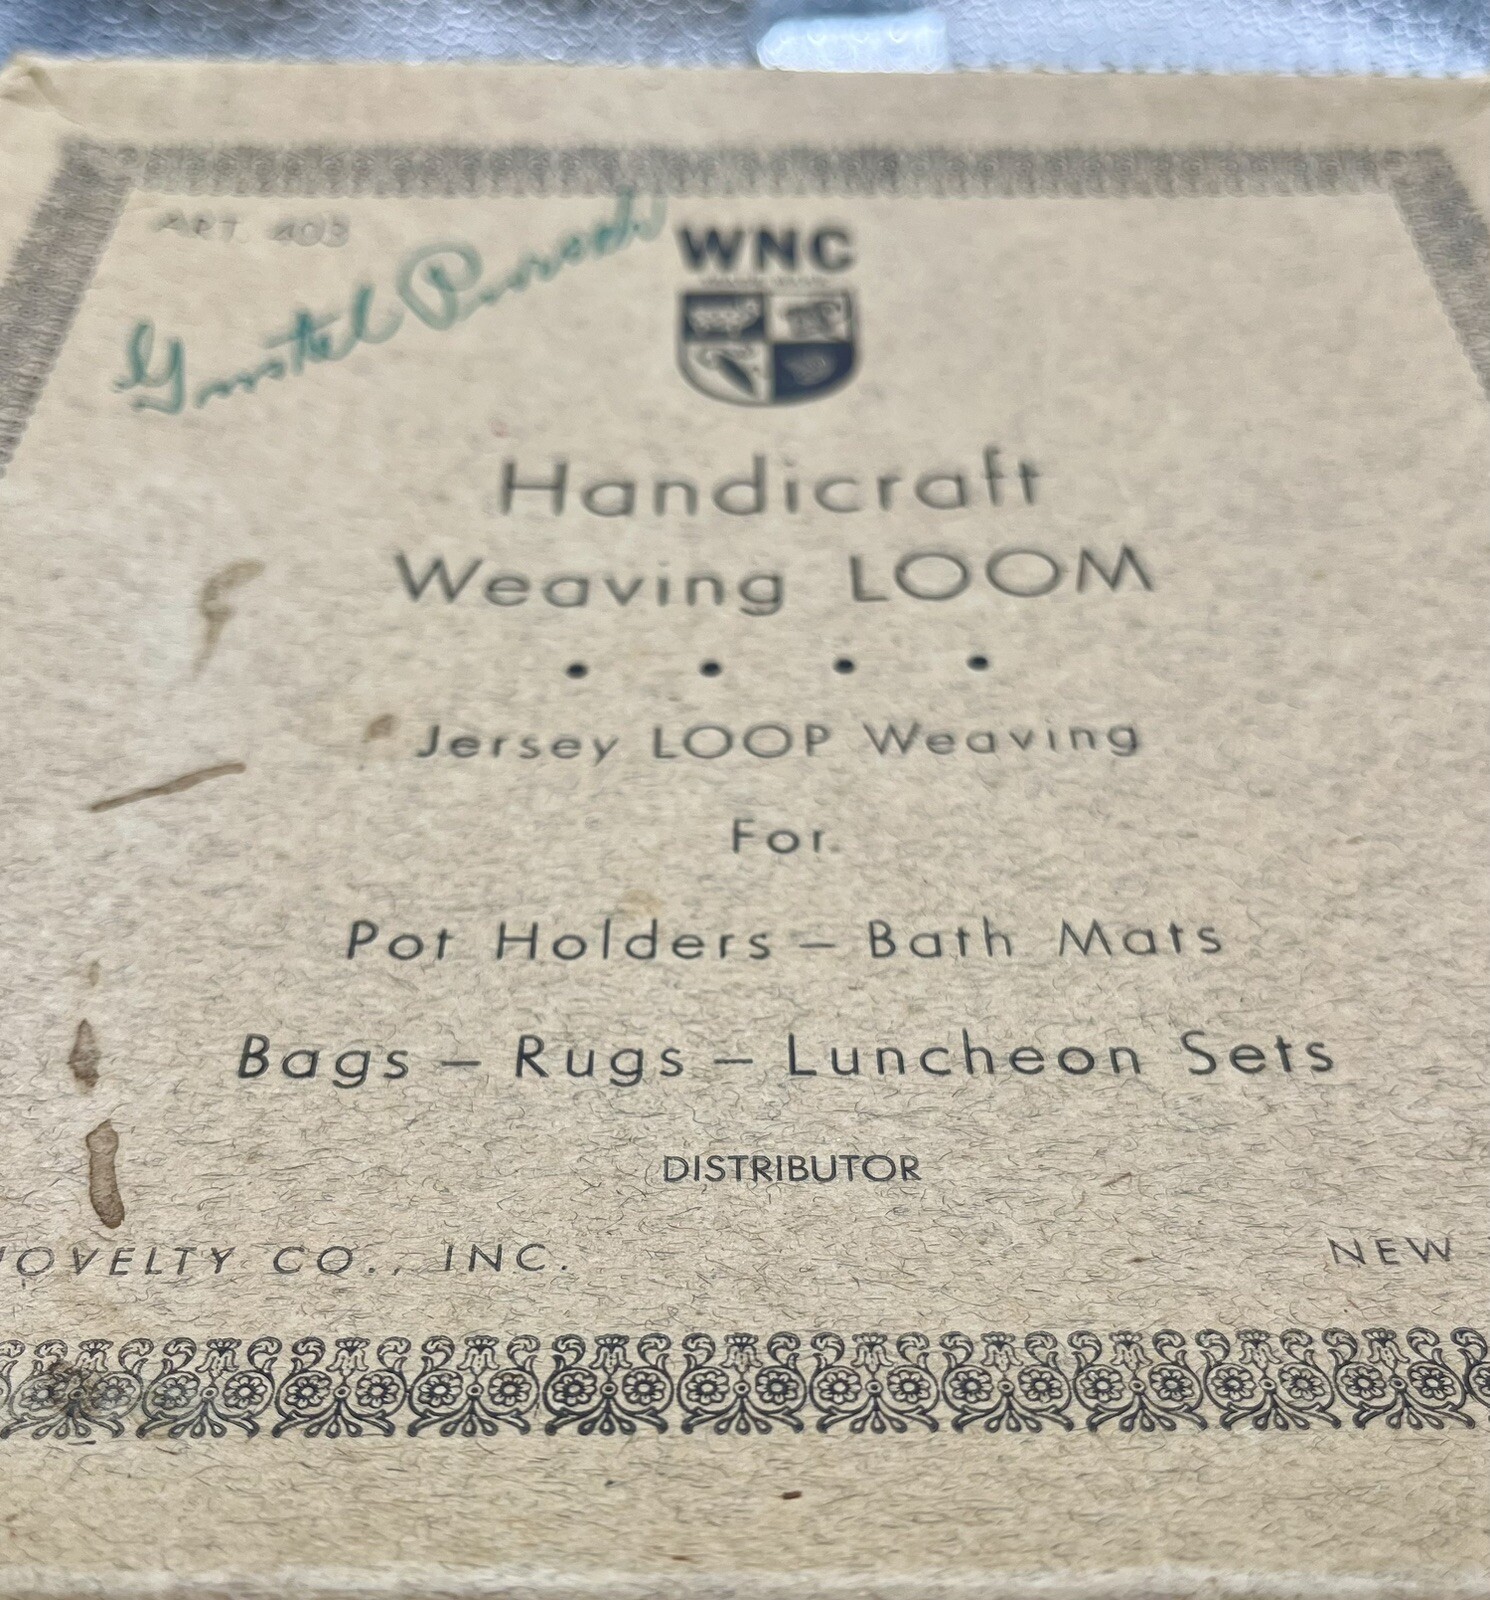 ART. 403
WNC
Handicraft
Weaving LOOM
• • • •
Jersey LOOP Weaving
For
Pot Holders – Bath Mats
Bags – Rugs – Luncheon Sets
DISTRIBUTOR
NOVELTY CO., INC. NEW